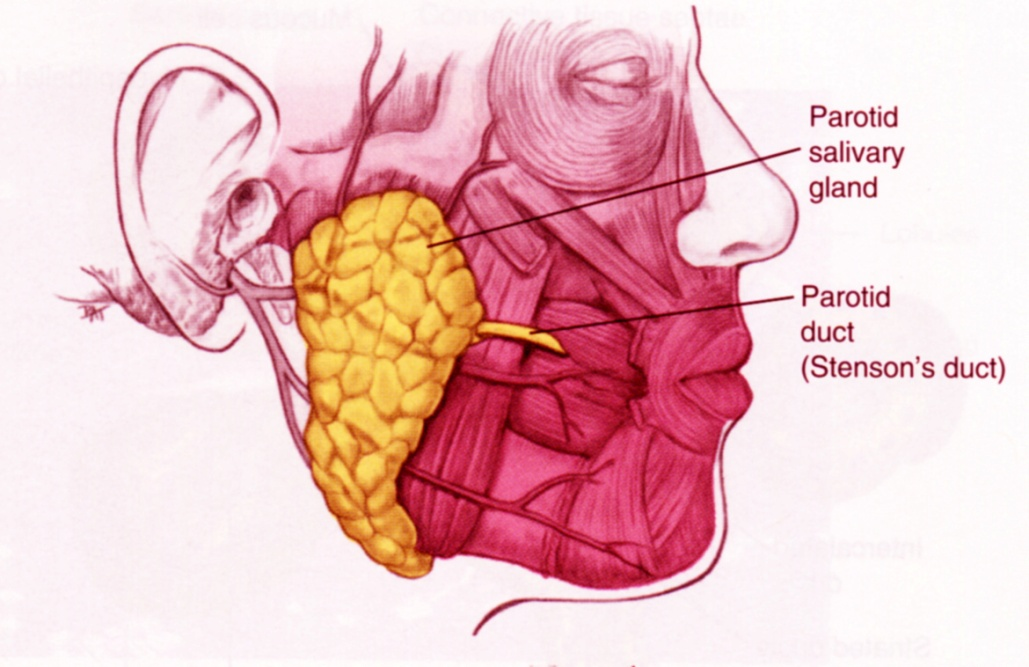 Parotid
salivary
gland
Parotid
duct
(Stenson's duct)